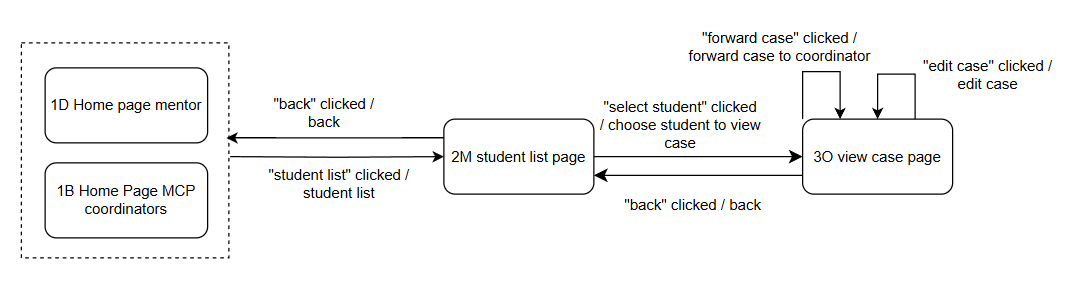 1D Home page mentor
1B Home Page MCP
coordinators
"back" clicked /
back
"student list" clicked /
student list
2M student list page
"select student" clicked
/ choose student to view
case
"back" clicked / back
"forward case" clicked /
forward case to coordinator
"edit case" clicked /
edit case
3O view case page